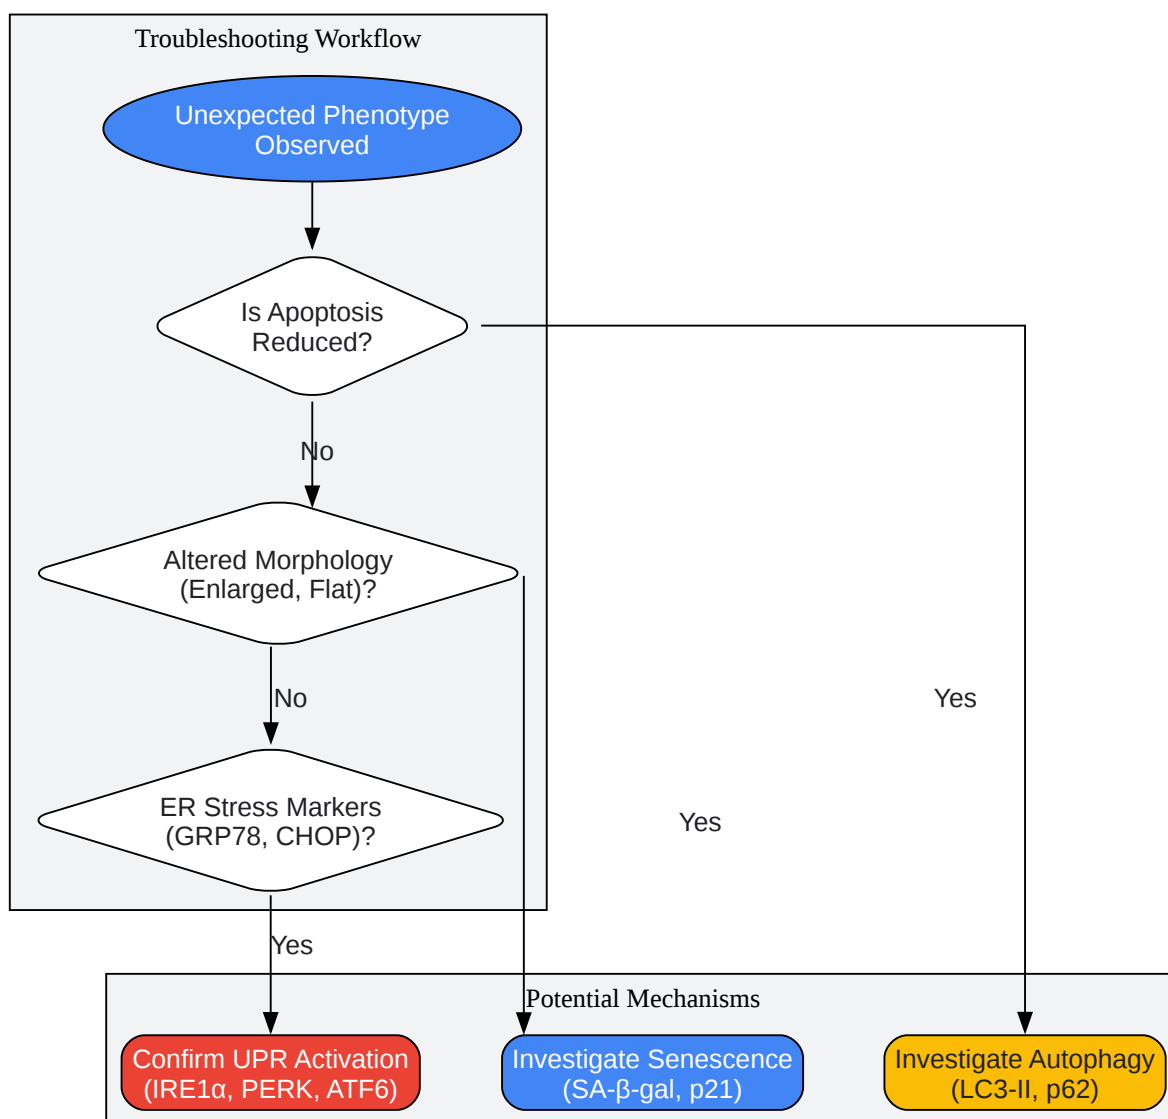 Troubleshooting Workflow
Unexpected Phenotype
Observed
Is Apoptosis
Reduced?
No
Altered Morphology
(Enlarged, Flat)?
No
Yes
ER Stress Markers
(GRP78, CHOP)?
Yes
Yes
Potential Mechanisms
Confirm UPR Activation
(IRE1α, PERK, ATF6)
Investigate Senescence
(SA-β-gal, p21)
Investigate Autophagy
(LC3-II, p62)